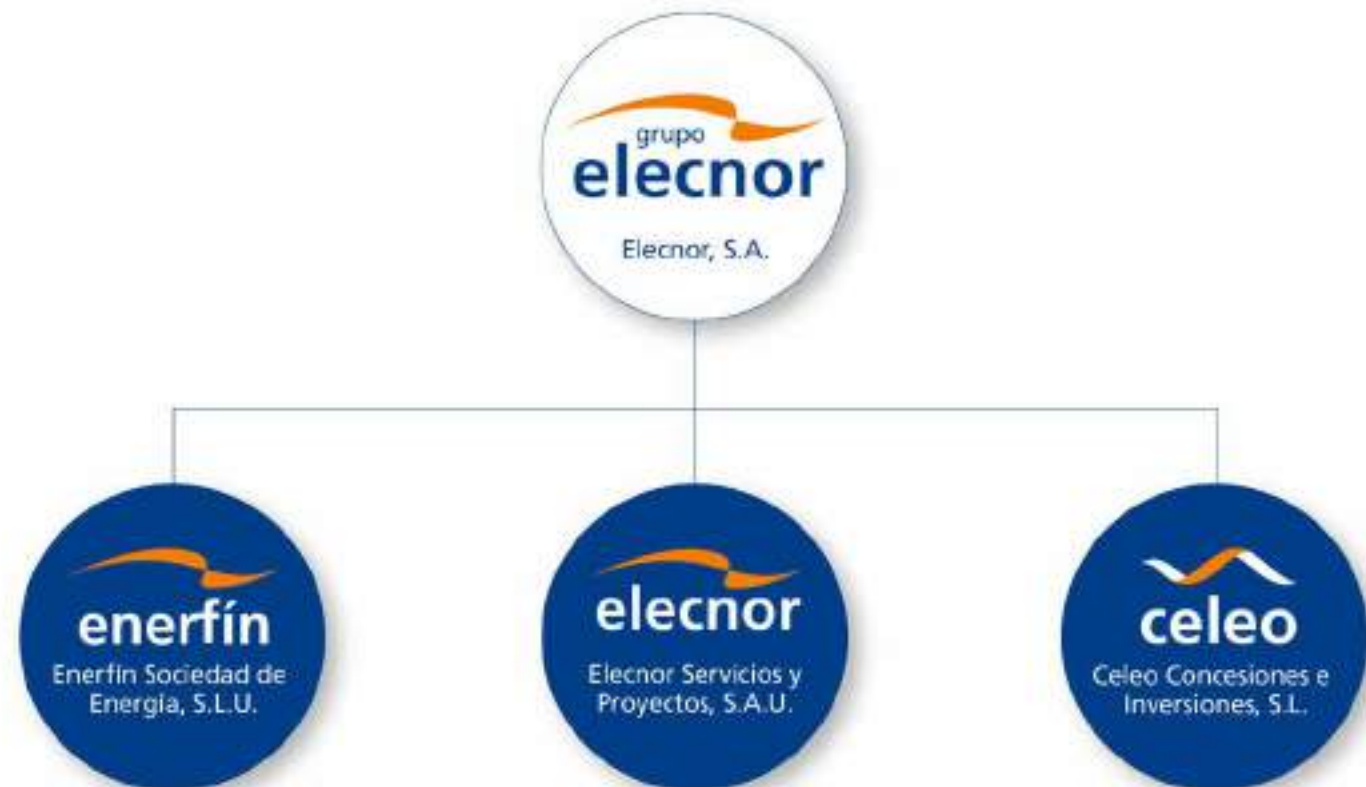 grupo
elecnor
Elecnor, S.A.
enerfín
Enerfín Sociedad de
Energía, S.L.U.
elecnor
Elecnor Servicios y
Proyectos, S.A.U.
celeo
Celeo Concesiones e
Inversiones, S.L.